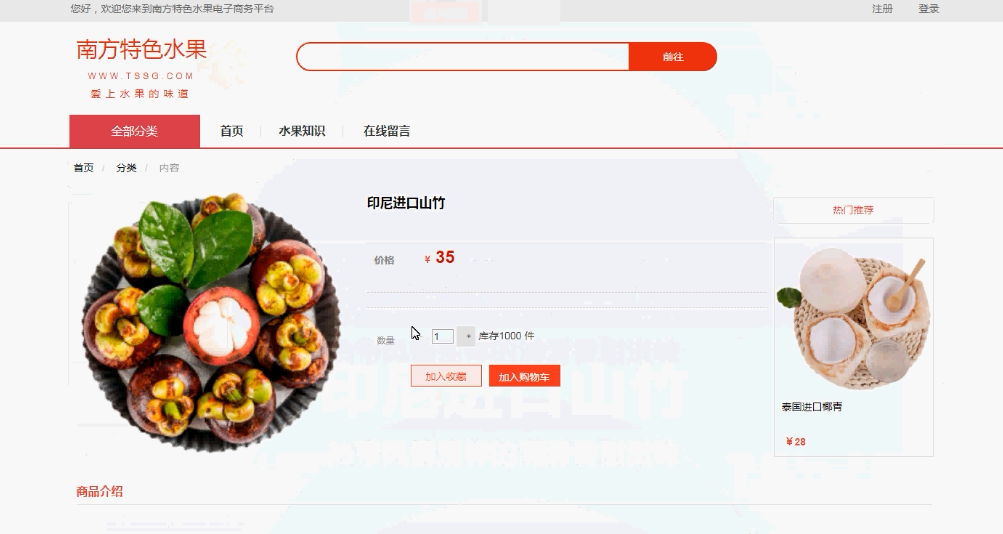 您好，欢迎您来到南方特色水果电子商务平台 注册 登录
南方特色水果
WWW.TSSG.COM
爱上水果的味道
前往
全部分类 首页 水果知识 在线留言
首页 / 分类 / 内容
印尼进口山竹
价格 ¥ 35
数量 1 + 库存1000 件
加入收藏 加入购物车
热门推荐
泰国进口椰青
¥ 28
商品介绍